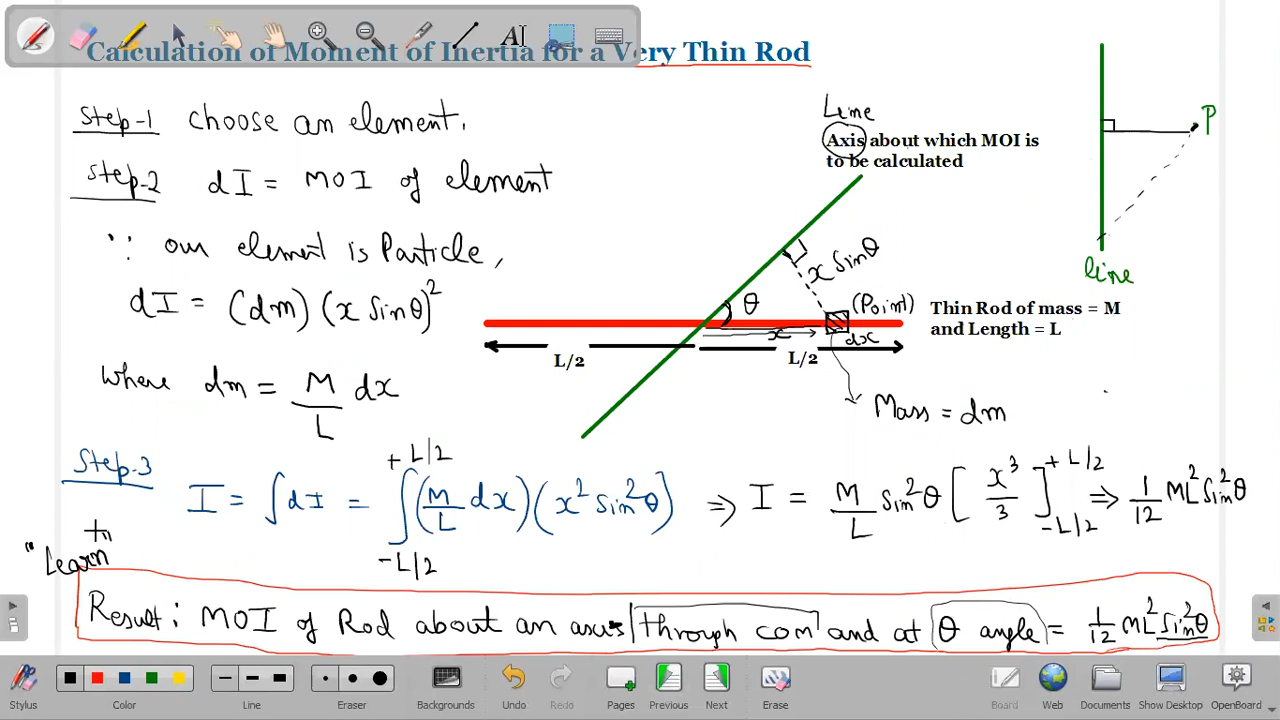 Calculation of Moment of Inertia for a Very Thin Rod
Step-1 choose an element.
Step-2 dI = MOI of element
∵ our element is Particle,
dI = (dm) (x Sinθ)²
where dm = M/L dx
Line
Axis about which MOI is
to be calculated
θ
x Sinθ
(Point)
x
dx
L/2
L/2
Mass = dm
Thin Rod of mass = M
and Length = L
P
line
Step-3 I = ∫dI = ∫_{-L/2}^{+L/2} (M/L dx)(x² Sin²θ) ⇒ I = M/L Sin²θ [x³/3]_{-L/2}^{+L/2} ⇒ 1/12 ML² Sin²θ
"Learn
Result: MOI of Rod about an axis through com and at θ angle = 1/12 ML² Sin²θ
Stylus
Color
Line
Eraser
Backgrounds
Undo
Redo
Pages
Previous
Next
Erase
Board
Web
Documents
Show Desktop
OpenBoard